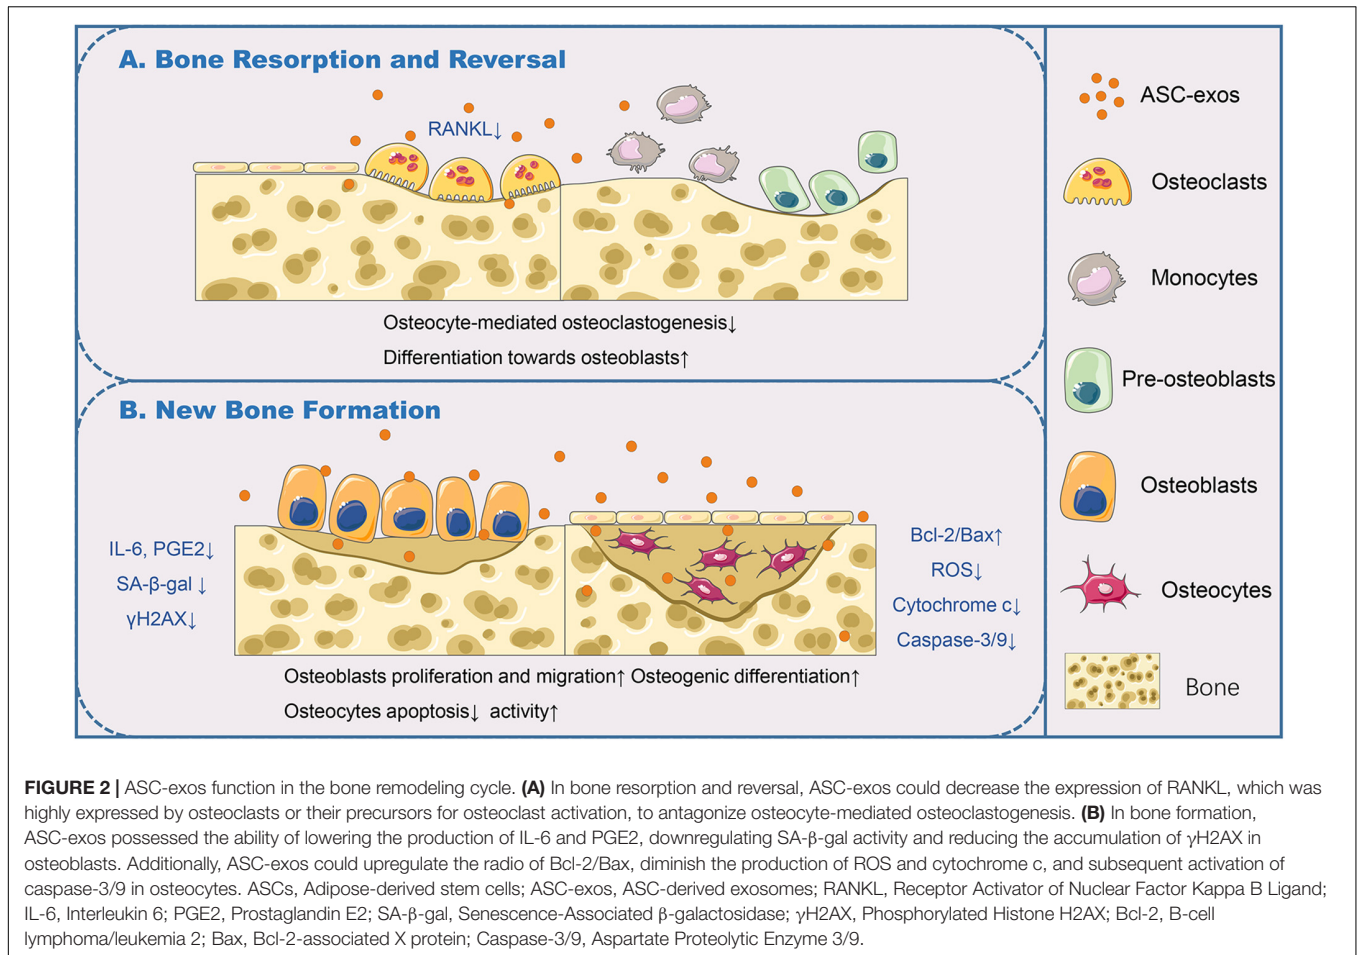 A. Bone Resorption and Reversal
RANKL↓
Osteocyte-mediated osteoclastogenesis↓
Differentiation towards osteoblasts↑
B. New Bone Formation
IL-6, PGE2↓
SA-β-gal ↓
γH2AX↓
Bcl-2/Bax↑
ROS↓
Cytochrome c↓
Caspase-3/9↓
Osteoblasts proliferation and migration↑ Osteogenic differentiation↑
Osteocytes apoptosis↓ activity↑
ASC-exos
Osteoclasts
Monocytes
Pre-osteoblasts
Osteoblasts
Osteocytes
Bone
FIGURE 2 | ASC-exos function in the bone remodeling cycle. (A) In bone resorption and reversal, ASC-exos could decrease the expression of RANKL, which was
highly expressed by osteoclasts or their precursors for osteoclast activation, to antagonize osteocyte-mediated osteoclastogenesis. (B) In bone formation,
ASC-exos possessed the ability of lowering the production of IL-6 and PGE2, downregulating SA-β-gal activity and reducing the accumulation of γH2AX in
osteoblasts. Additionally, ASC-exos could upregulate the radio of Bcl-2/Bax, diminish the production of ROS and cytochrome c, and subsequent activation of
caspase-3/9 in osteocytes. ASCs, Adipose-derived stem cells; ASC-exos, ASC-derived exosomes; RANKL, Receptor Activator of Nuclear Factor Kappa B Ligand;
IL-6, Interleukin 6; PGE2, Prostaglandin E2; SA-β-gal, Senescence-Associated β-galactosidase; γH2AX, Phosphorylated Histone H2AX; Bcl-2, B-cell
lymphoma/leukemia 2; Bax, Bcl-2-associated X protein; Caspase-3/9, Aspartate Proteolytic Enzyme 3/9.